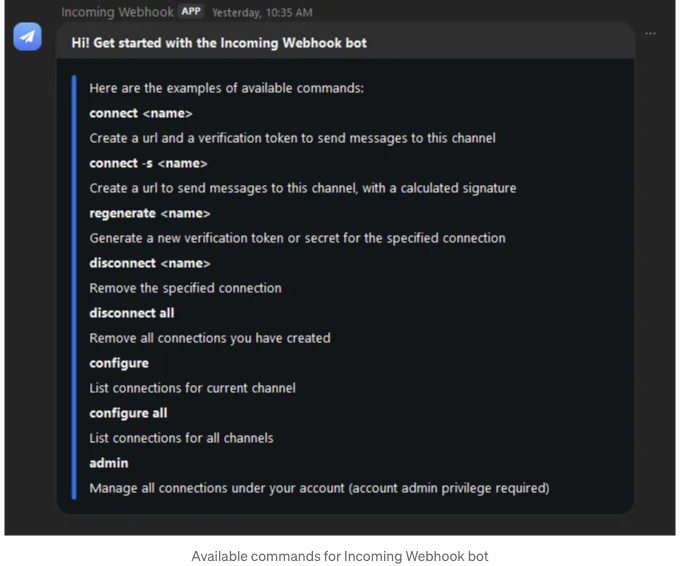 Incoming Webhook APP Yesterday, 10:35 AM
Hi! Get started with the Incoming Webhook bot
Here are the examples of available commands:
connect <name>
Create a url and a verification token to send messages to this channel
connect -s <name>
Create a url to send messages to this channel, with a calculated signature
regenerate <name>
Generate a new verification token or secret for the specified connection
disconnect <name>
Remove the specified connection
disconnect all
Remove all connections you have created
configure
List connections for current channel
configure all
List connections for all channels
admin
Manage all connections under your account (account admin privilege required)
Available commands for Incoming Webhook bot